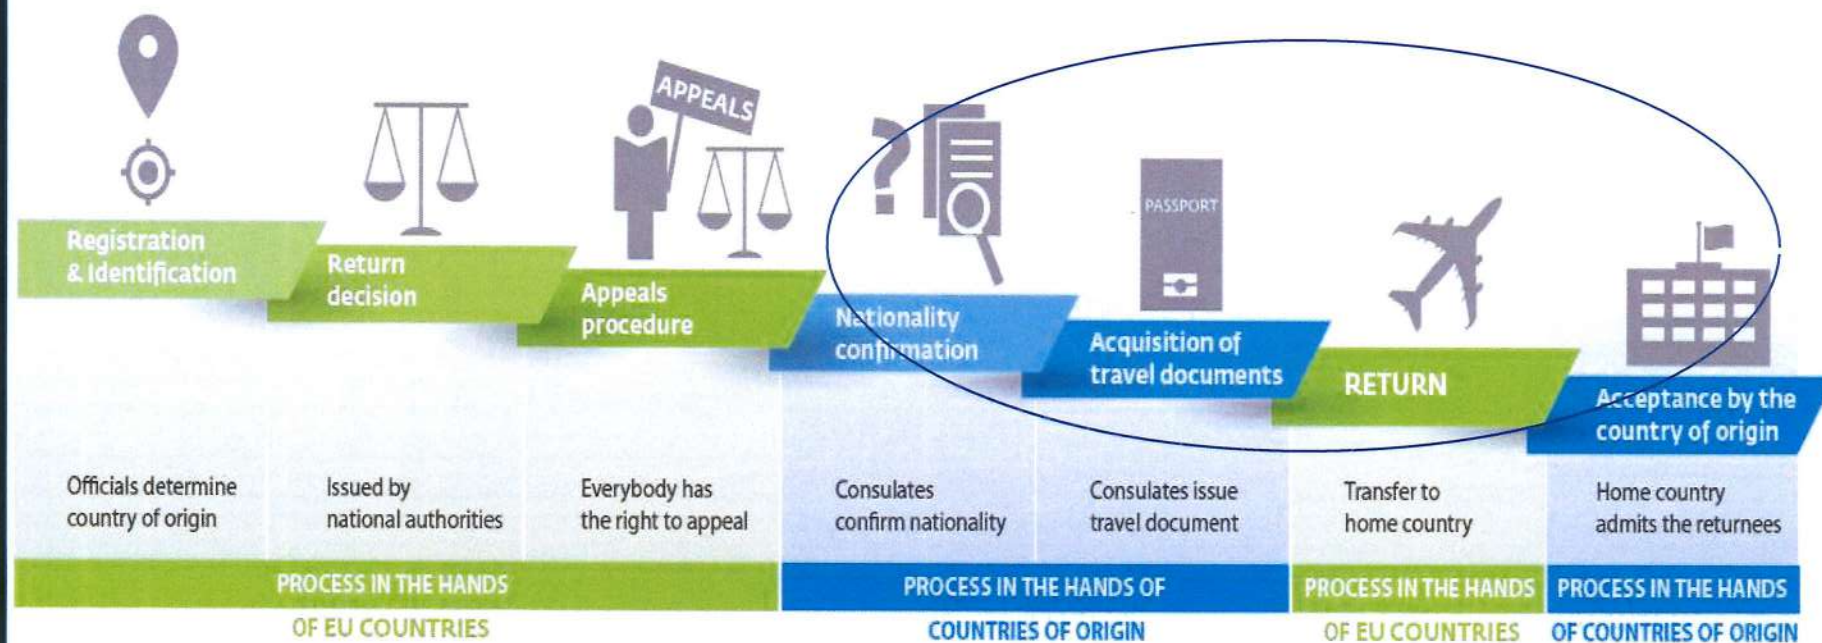 APPEALS
PASSPORT
Registration
& Identification
Return
decision
Appeals
procedure
Nationality
confirmation
Acquisition of
travel documents
RETURN
Acceptance by the
country of origin
Officials determine
country of origin
Issued by
national authorities
Everybody has
the right to appeal
Consulates
confirm nationality
Consulates issue
travel document
Transfer to
home country
Home country
admits the returnees
PROCESS IN THE HANDS
OF EU COUNTRIES
PROCESS IN THE HANDS OF
COUNTRIES OF ORIGIN
PROCESS IN THE HANDS
OF EU COUNTRIES
PROCESS IN THE HANDS
OF COUNTRIES OF ORIGIN